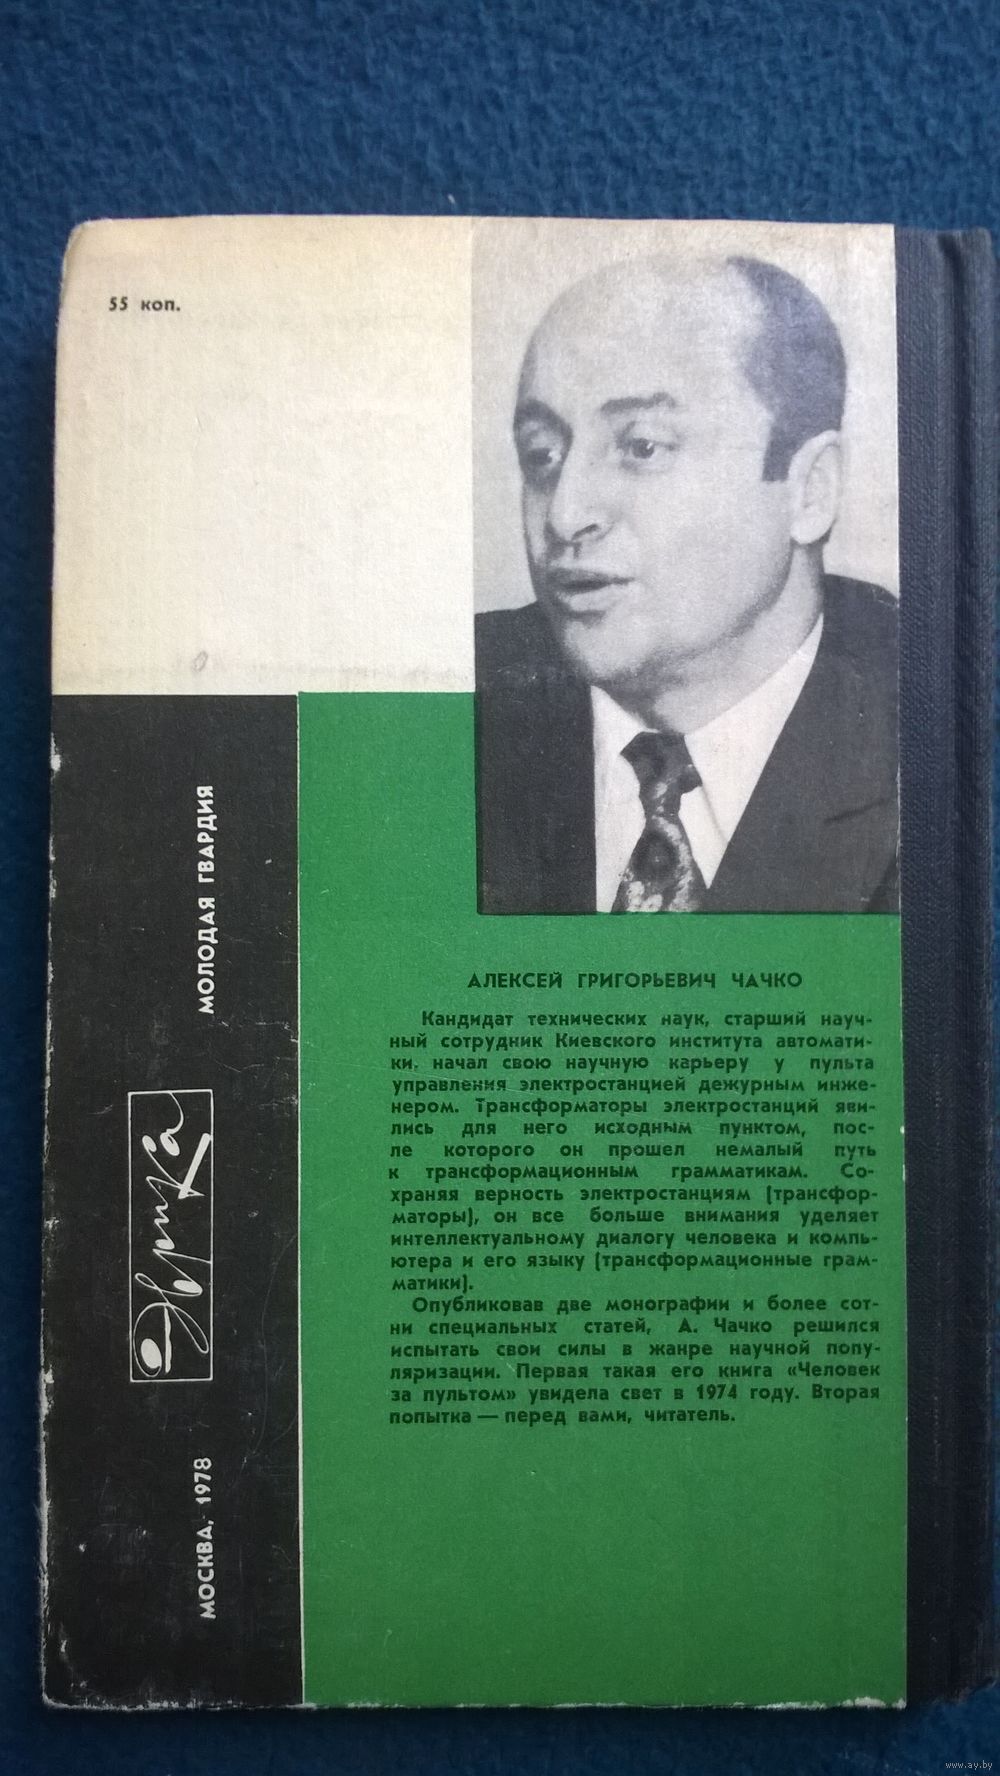 55 коп.
МОЛОДАЯ ГВАРДИЯ
Эврика
МОСКВА, 1978
АЛЕКСЕЙ ГРИГОРЬЕВИЧ ЧАЧКО
Кандидат технических наук, старший науч-
ный сотрудник Киевского института автомати-
ки, начал свою научную карьеру у пульта
управления электростанцией дежурным инже-
нером. Трансформаторы электростанций яви-
лись для него исходным пунктом, пос-
ле которого он прошел немалый путь
к трансформационным грамматикам. Со-
храняя верность электростанциям (трансфор-
маторы), он все больше внимания уделяет
интеллектуальному диалогу человека и компь-
ютера и его языку (трансформационные грам-
матики).
Опубликовав две монографии и более сот-
ни специальных статей, А. Чачко решился
испытать свои силы в жанре научной попу-
ляризации. Первая такая его книга «Человек
за пультом» увидела свет в 1974 году. Вторая
попытка — перед вами, читатель.
www.ay.by